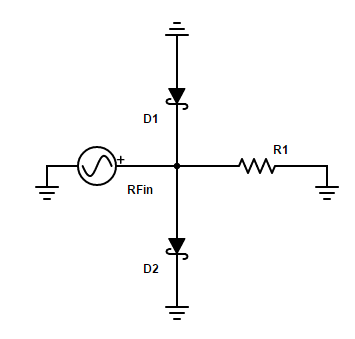 D1
R1
+
RFin
D2